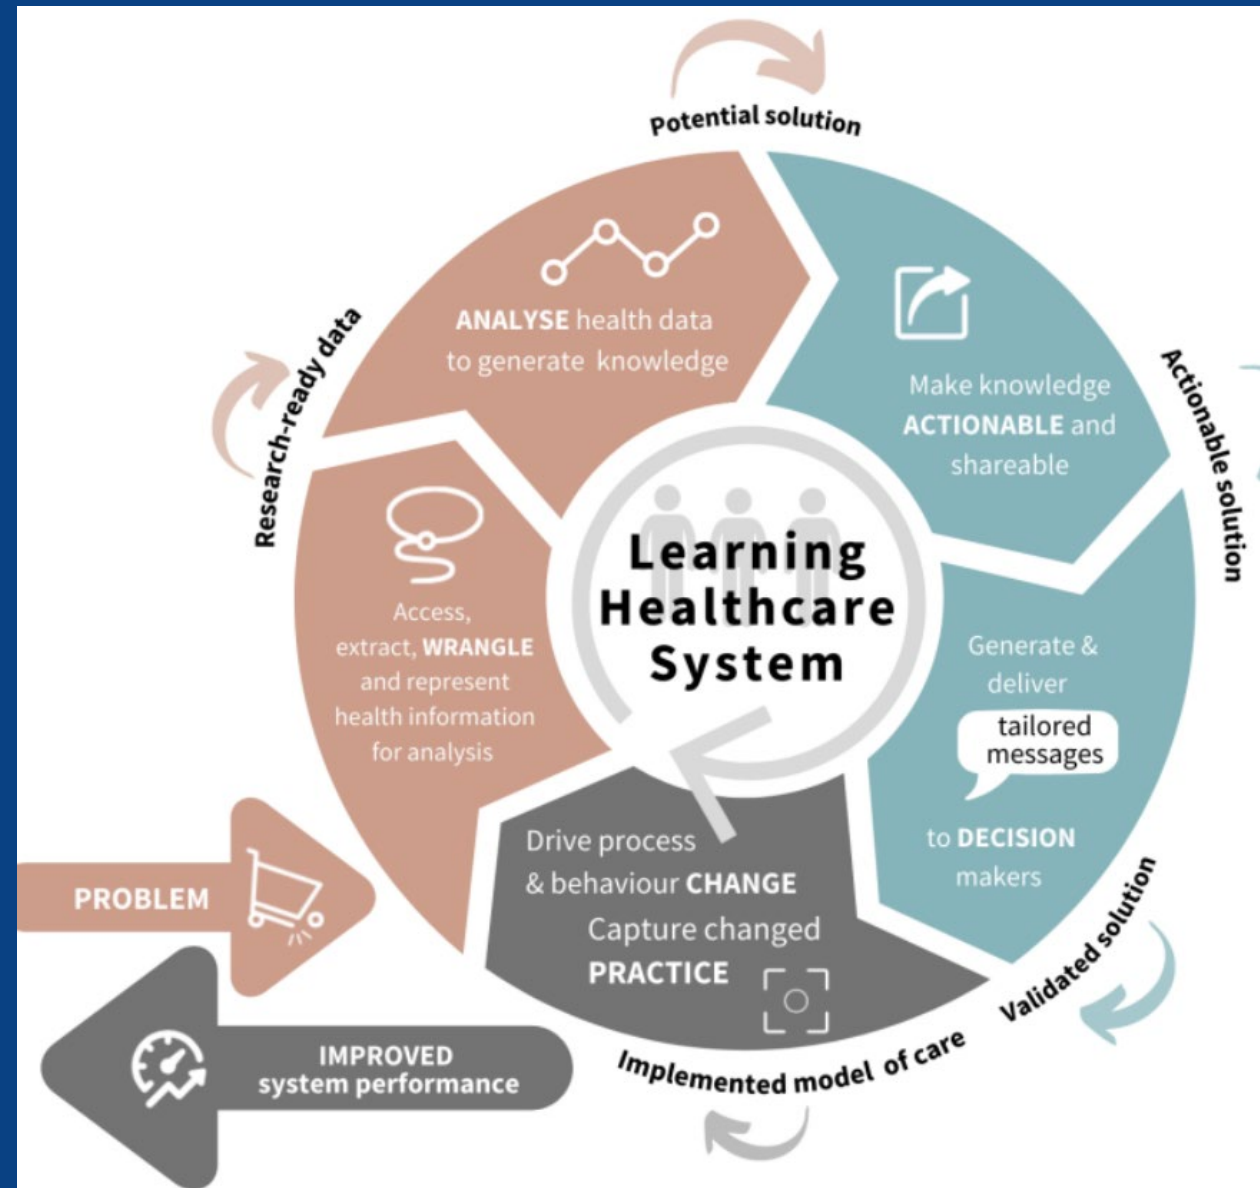 Potential solution
ANALYSE health data
to generate knowledge
Make knowledge
ACTIONABLE and
shareable
Actionable solution
Research-ready data
Access,
extract, WRANGLE
and represent
health information
for analysis
Learning
Healthcare
System
Generate &
deliver
tailored
messages
to DECISION
makers
Validated solution
Drive process
& behaviour CHANGE
Capture changed
PRACTICE
Implemented model of care
PROBLEM
IMPROVED
system performance